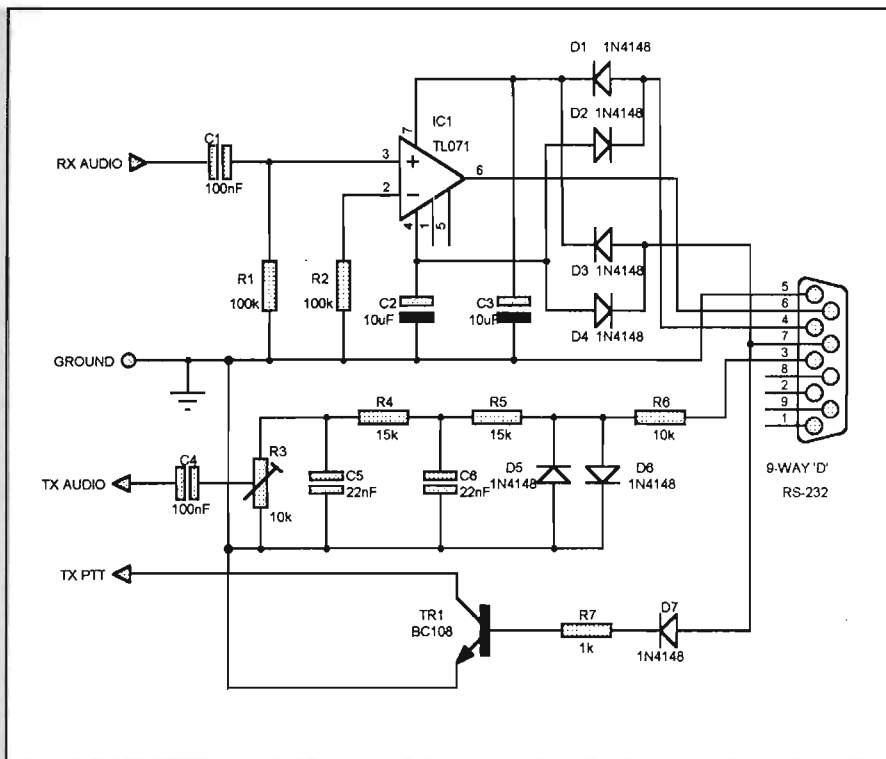 D1 1N4148
D2 1N4148
IC1
TL071
7
C1
RX AUDIO
3
+
100nF
2
−
6
4
1
5
D3 1N4148
R1
100k
R2
100k
C2
10uF
C3
10uF
D4 1N4148
5
6
4
7
3
8
2
9
1
GROUND
R4
15k
R5
15k
R6
10k
9-WAY 'D'
RS-232
R3
10k
C4
TX AUDIO
100nF
C5
22nF
C6
22nF
D5
1N4148
D6
1N4148
TX PTT
TR1
BC108
R7
1k
D7
1N4148